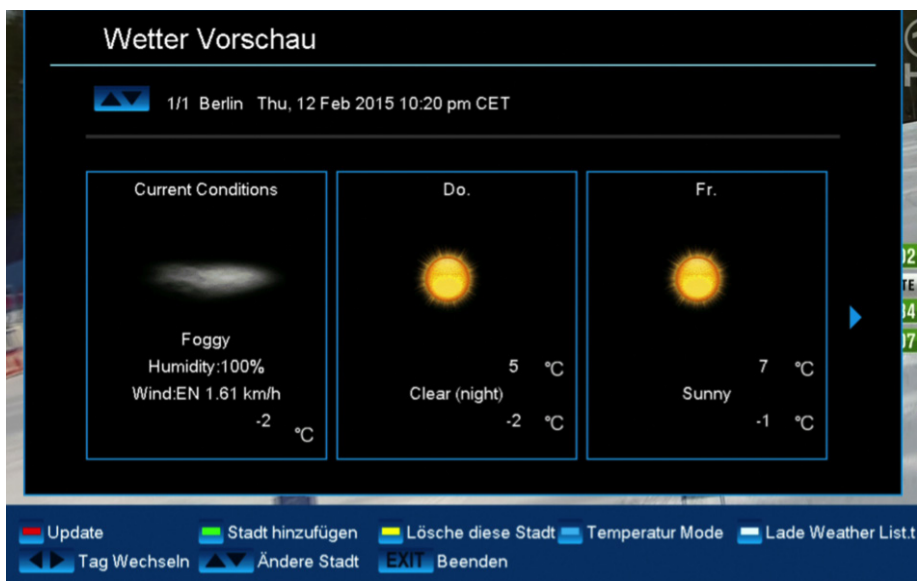 Wetter Vorschau
1/1 Berlin Thu, 12 Feb 2015 10:20 pm CET
Current Conditions
Foggy
Humidity:100%
Wind:EN 1.61 km/h
-2 °C
Do.
5 °C
Clear (night)
-2 °C
Fr.
7 °C
Sunny
-1 °C
Update Stadt hinzufügen Lösche diese Stadt Temperatur Mode Lade Weather List.t
Tag Wechseln Ändere Stadt EXIT Beenden